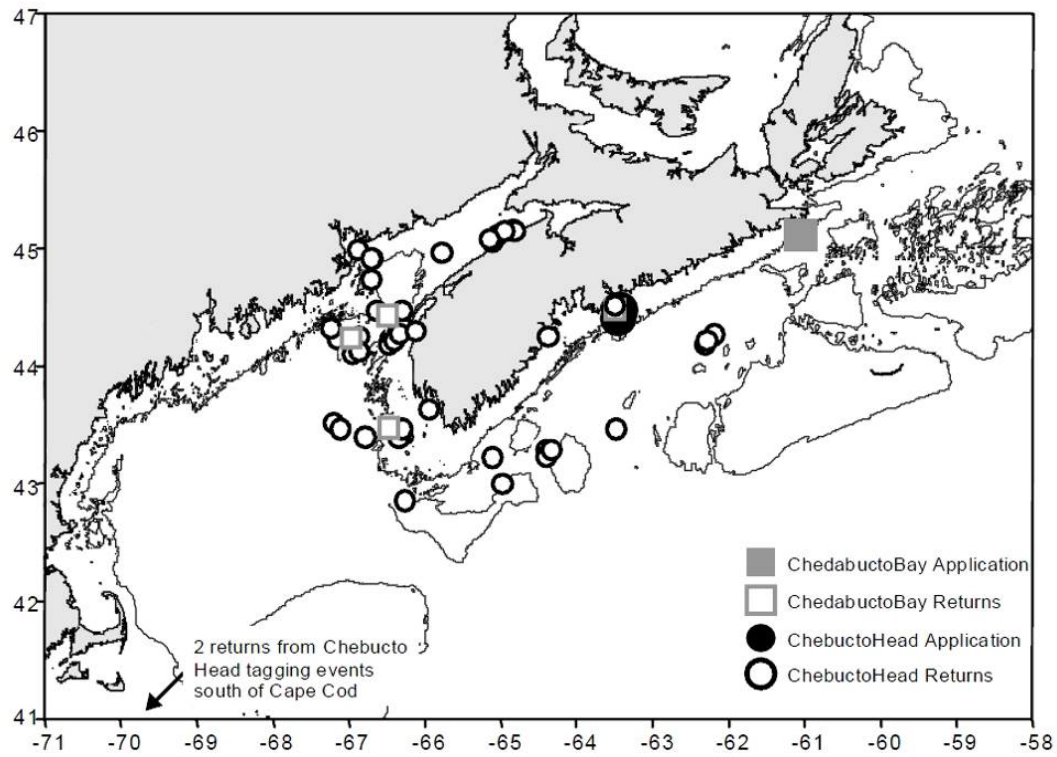 47
46
45
44
43
42
41
ChedabuctoBay Application
ChedabuctoBay Returns
ChebuctoHead Application
ChebuctoHead Returns
2 returns from Chebucto
Head tagging events
south of Cape Cod
-71 -70 -69 -68 -67 -66 -65 -64 -63 -62 -61 -60 -59 -58